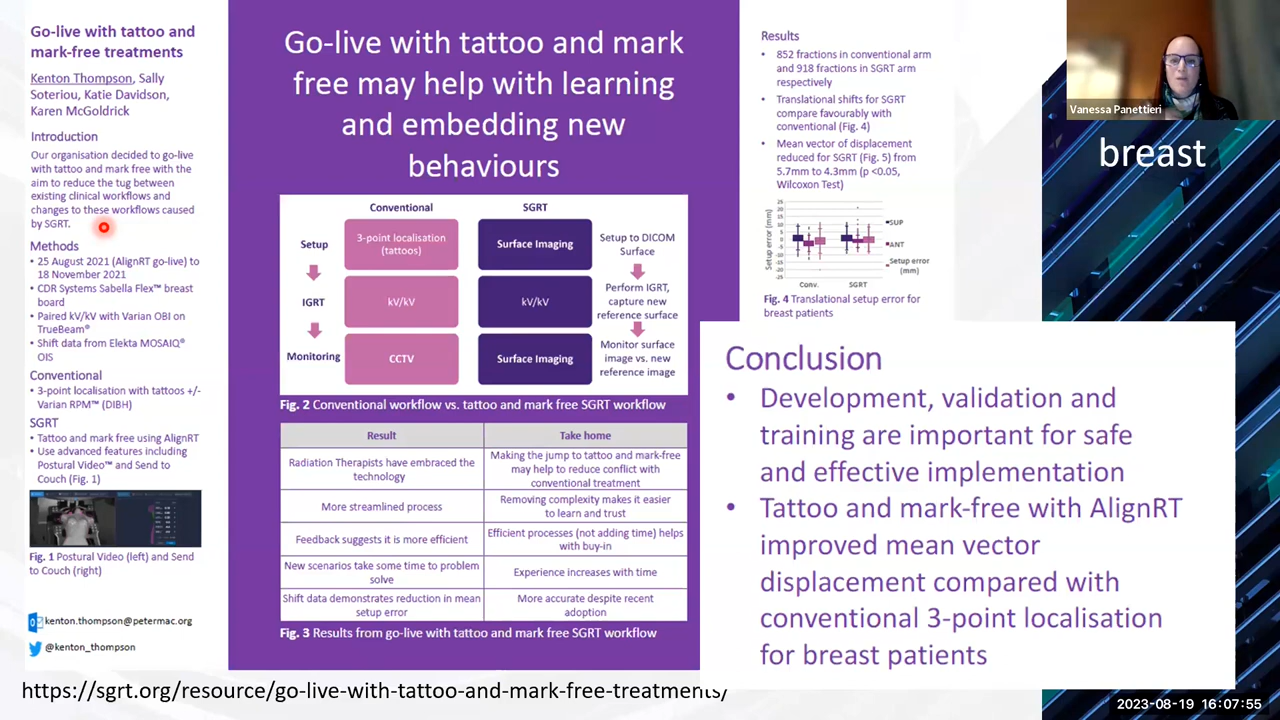 Go-live with tattoo and
mark-free treatments
Kenton Thompson, Sally
Soteriou, Katie Davidson,
Karen McGoldrick
Introduction
Our organisation decided to go-live
with tattoo and mark free with the
aim to reduce the tug between
existing clinical workflows and
changes to these workflows caused
by SGRT.
Methods
• 25 August 2021 (AlignRT go-live) to
18 November 2021
• CDR Systems Sabella Flex™ breast
board
• Paired kV/kV with Varian OBI on
TrueBeam®
• Shift data from Elekta MOSAIQ®
OIS
Conventional
• 3-point localisation with tattoos +/-
Varian RPM™ (DIBH)
SGRT
• Tattoo and mark free using AlignRT
• Use advanced features including
Postural Video™ and Send to
Couch (Fig. 1)
Fig. 1 Postural Video (left) and Send
to Couch (right)
kenton.thompson@petermac.org
@kenton_thompson
Go-live with tattoo and mark
free may help with learning
and embedding new
behaviours
Conventional SGRT
Setup 3-point localisation
(tattoos) Surface Imaging Setup to DICOM
Surface
IGRT kV/kV kV/kV Perform IGRT,
capture new
reference surface
Monitoring CCTV Surface Imaging Monitor surface
image vs. new
reference image
Fig. 2 Conventional workflow vs. tattoo and mark free SGRT workflow
Result Take home
Radiation Therapists have embraced the
technology
Making the jump to tattoo and mark-free
may help to reduce conflict with
conventional treatment
More streamlined process
Removing complexity makes it easier
to learn and trust
Feedback suggests it is more efficient
Efficient processes (not adding time) helps
with buy-in
New scenarios take some time to problem
solve
Experience increases with time
Shift data demonstrates reduction in mean
setup error
More accurate despite recent
adoption
Fig. 3 Results from go-live with tattoo and mark free SGRT workflow
Results
• 852 fractions in conventional arm
and 918 fractions in SGRT arm
respectively
• Translational shifts for SGRT
compare favourably with
conventional (Fig. 4)
• Mean vector of displacement
reduced for SGRT (Fig. 5) from
5.7mm to 4.3mm (p <0.05,
Wilcoxon Test)
Setup error (mm)
25
20
15
10
5
0
-5
-10
-15
-20
-25
Conv. SGRT
SUP
ANT
Setup error
(mm)
Fig. 4 Translational setup error for
breast patients
Conclusion
• Development, validation and
training are important for safe
and effective implementation
• Tattoo and mark-free with AlignRT
improved mean vector
displacement compared with
conventional 3-point localisation
for breast patients
Vanessa Panettieri
breast
https://sgrt.org/resource/go-live-with-tattoo-and-mark-free-treatments/
2023-08-19 16:07:55